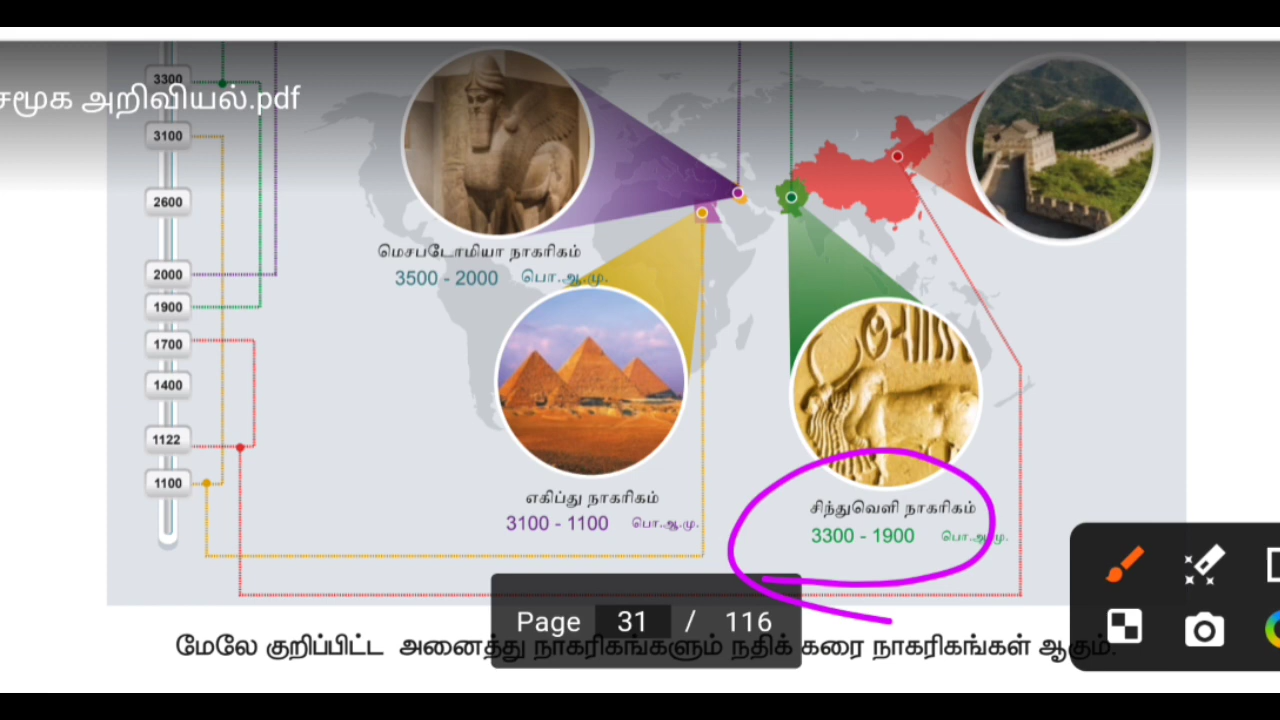 சமூக அறிவியல்.pdf
3300
3100
2600
2000
1900
1700
1400
1122
1100
மெசபடோமியா நாகரிகம்
3500 - 2000 பொ.ஆ.மு.
எகிப்து நாகரிகம்
3100 - 1100 பொ.ஆ.மு.
சிந்துவெளி நாகரிகம்
3300 - 1900 பொ.ஆ.மு.
Page 31 / 116
மேலே குறிப்பிட்ட அனைத்து நாகரிகங்களும் நதிக் கரை நாகரிகங்கள் ஆகும்.